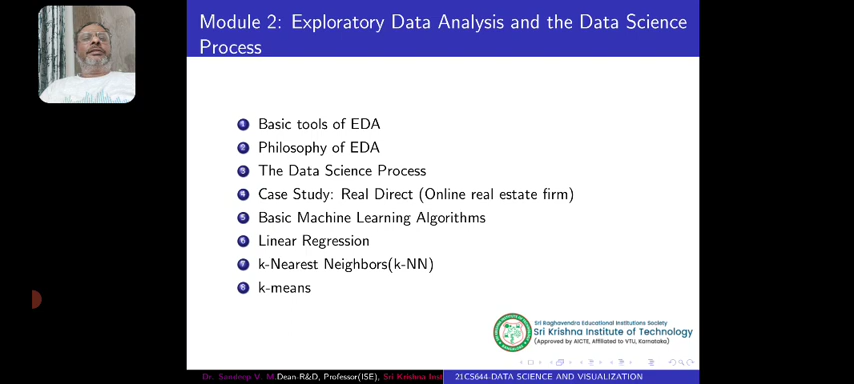 Module 2: Exploratory Data Analysis and the Data Science
Process
1 Basic tools of EDA
2 Philosophy of EDA
3 The Data Science Process
4 Case Study: Real Direct (Online real estate firm)
5 Basic Machine Learning Algorithms
6 Linear Regression
7 k-Nearest Neighbors(k-NN)
8 k-means
Sri Raghavendra Educational Institutions Society
Sri Krishna Institute of Technology
(Approved by AICTE, Affiliated to VTU, Karnataka)
Dr. Sandeep V. M,Dean-R&D, Professor(ISE), Sri Krishna Inst 21CS644 DATA SCIENCE AND VISUALIZATION